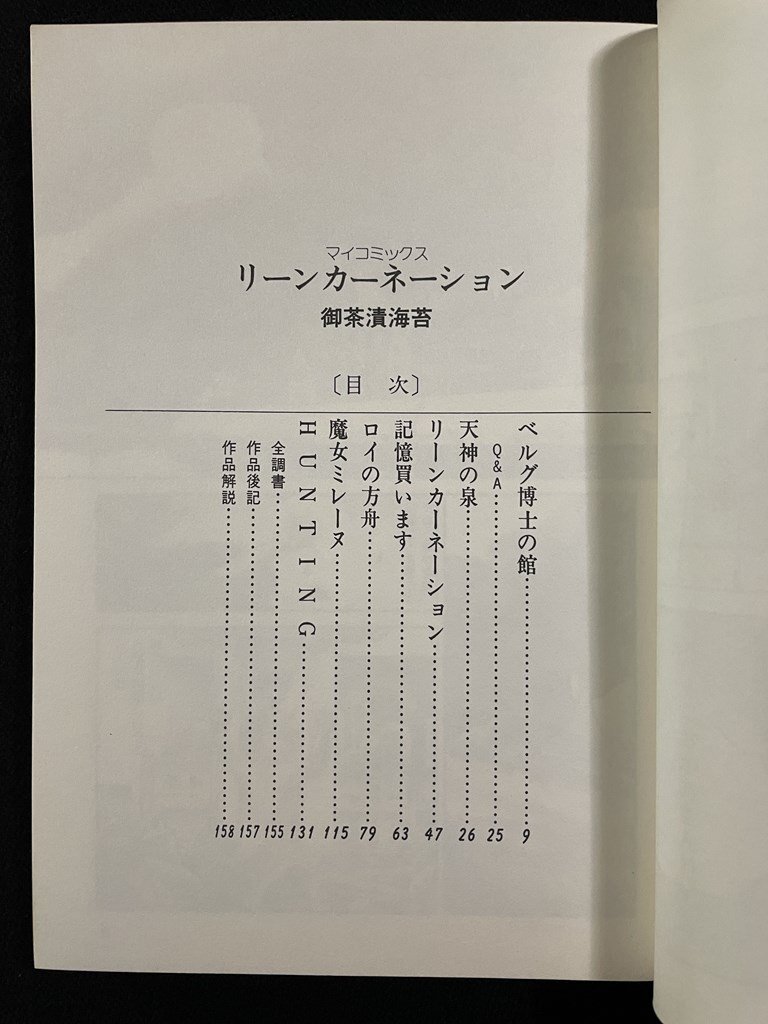 マイコミックス
リーンカーネーション
御茶漬海苔
〔目　次〕
ベルグ博士の館……………………9
Q&A……………………25
天神の泉……………………26
リーンカーネーション……………………47
記憶買います……………………63
ロイの方舟……………………79
魔女ミレーヌ……………………115
HUNTING……………………131
全調書……………………155
作品後記……………………157
作品解説……………………158